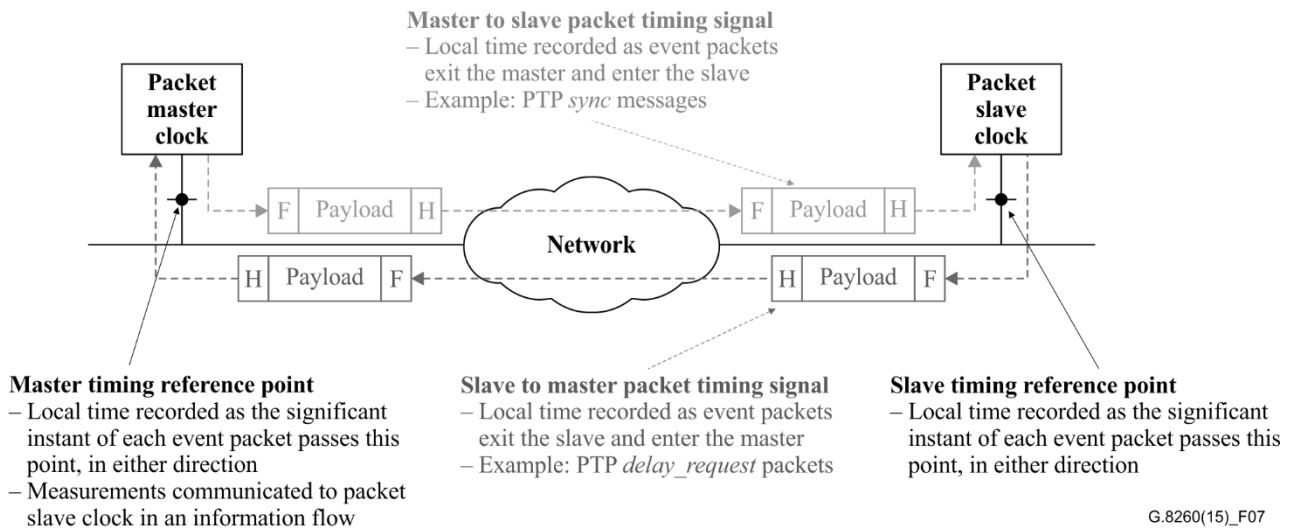 Master to slave packet timing signal
– Local time recorded as event packets
exit the master and enter the slave
– Example: PTP sync messages
Packet
master
clock
Packet
slave
clock
F Payload H
F Payload H
Network
H Payload F
H Payload F
Master timing reference point
– Local time recorded as the significant
instant of each event packet passes this
point, in either direction
– Measurements communicated to packet
slave clock in an information flow
Slave to master packet timing signal
– Local time recorded as event packets
exit the slave and enter the master
– Example: PTP delay_request packets
Slave timing reference point
– Local time recorded as the significant
instant of each event packet passes this
point, in either direction
G.8260(15)_F07